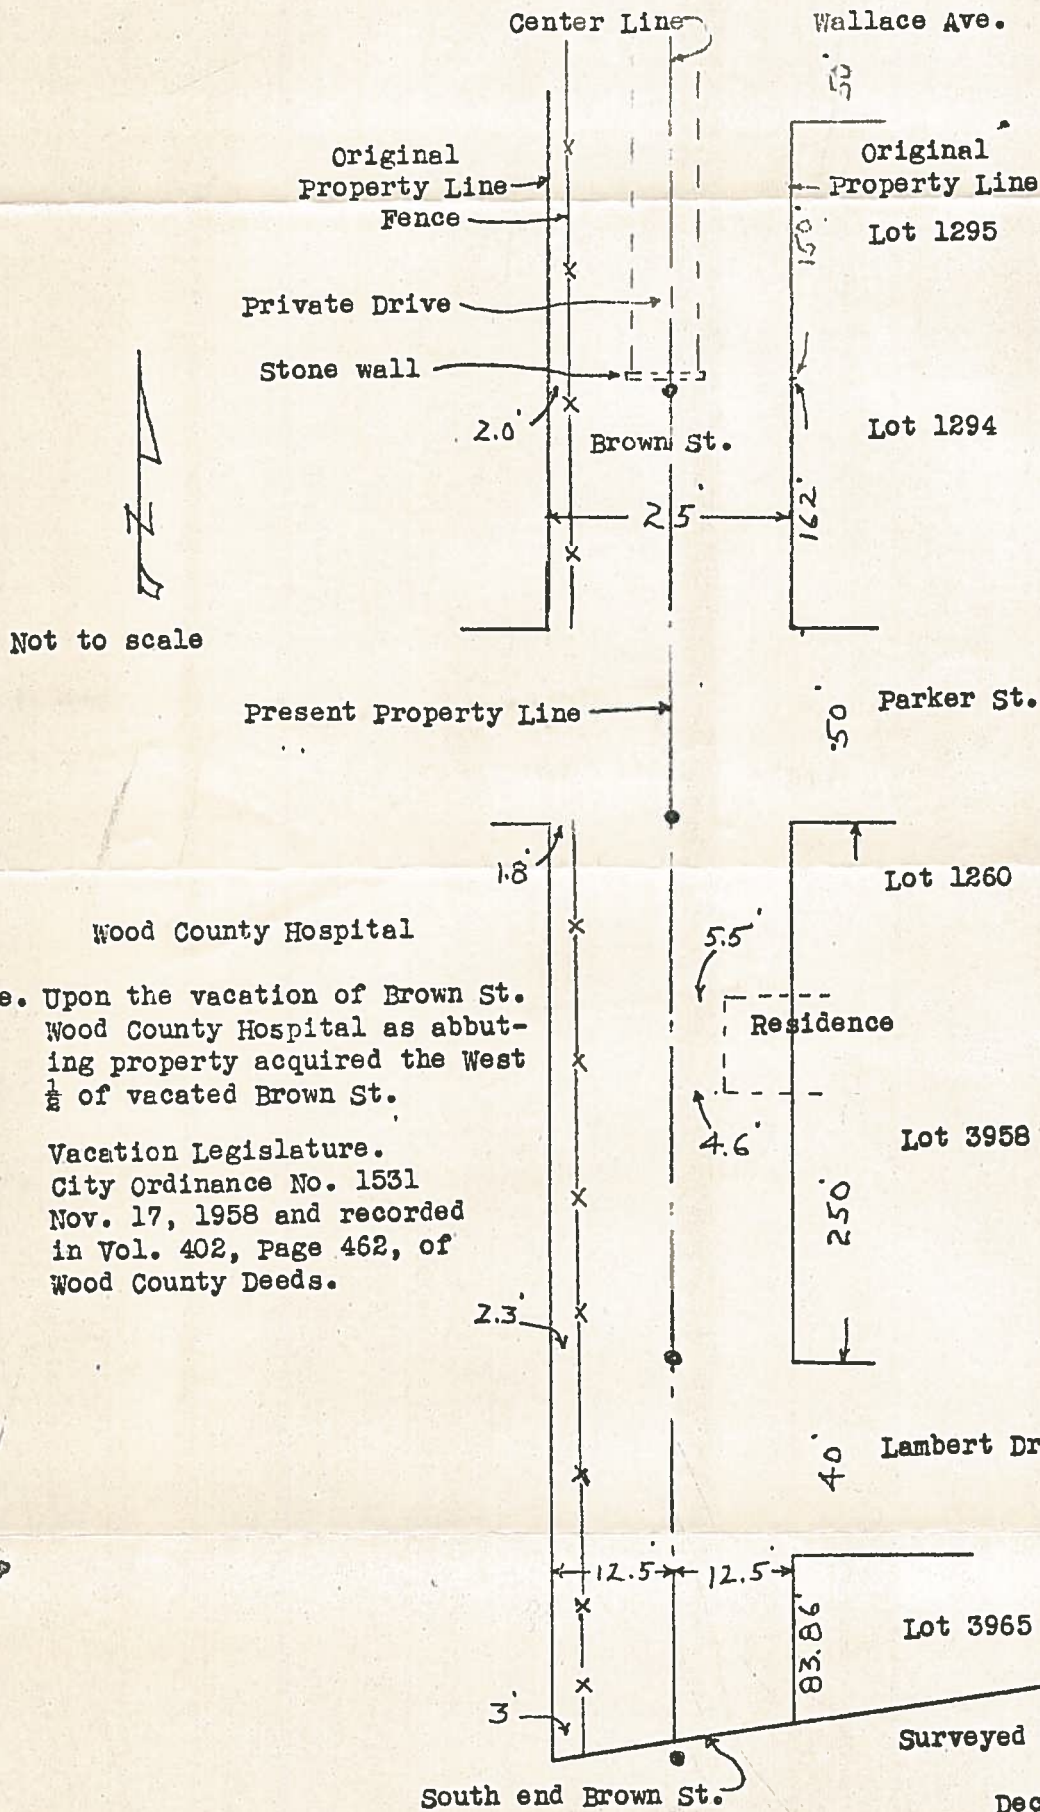 Center Line
Wallace Ave.
Original
Property Line
Fence
Original
Property Line
150'
Lot 1295
Private Drive
Stone wall
2.0'
Brown St.
Lot 1294
25'
162'
N
Not to scale
Present Property Line
50'
Parker St.
1.8'
Lot 1260
Wood County Hospital
5.5'
Residence
e. Upon the vacation of Brown St.
Wood County Hospital as abbut-
ing property acquired the West
½ of vacated Brown St.
4.6'
Lot 3958
Vacation Legislature.
City Ordinance No. 1531
Nov. 17, 1958 and recorded
in Vol. 402, Page 462, of
Wood County Deeds.
250'
2.3'
40'
Lambert Dr
12.5' 12.5'
83.86'
Lot 3965
3'
Surveyed
South end Brown St.
Dec